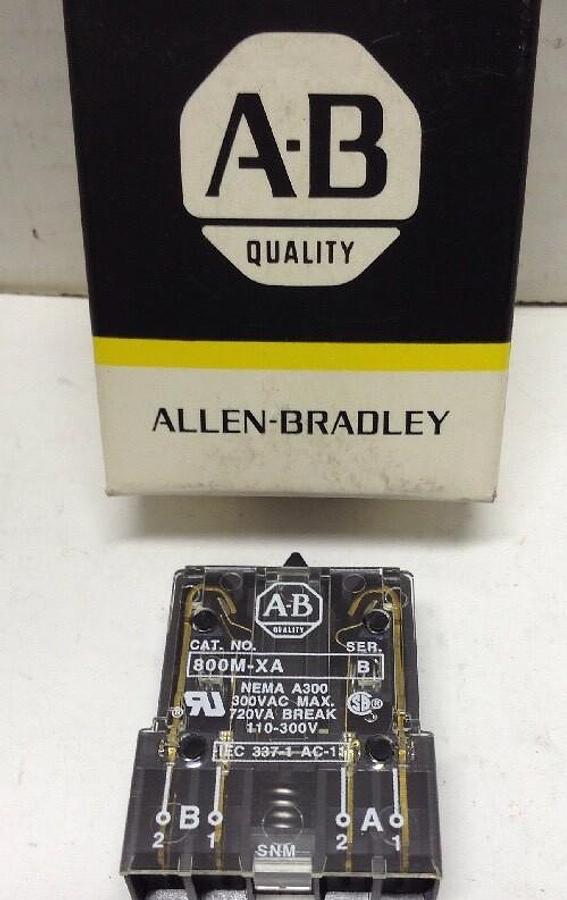 A-B
QUALITY
ALLEN-BRADLEY
A-B
QUALITY
CAT. NO. SER.
800M-XA B
NEMA A300
300VAC MAX.
720VA BREAK
110-300V
IEC 337-1 AC-11
B A
2 1 2 1
SNM